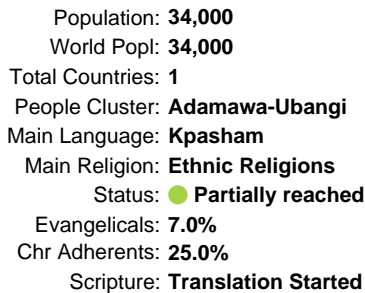 Population: 34,000
World Popl: 34,000
Total Countries: 1
People Cluster: Adamawa-Ubangi
Main Language: Kpasham
Main Religion: Ethnic Religions
Status: Partially reached
Evangelicals: 7.0%
Chr Adherents: 25.0%
Scripture: Translation Started